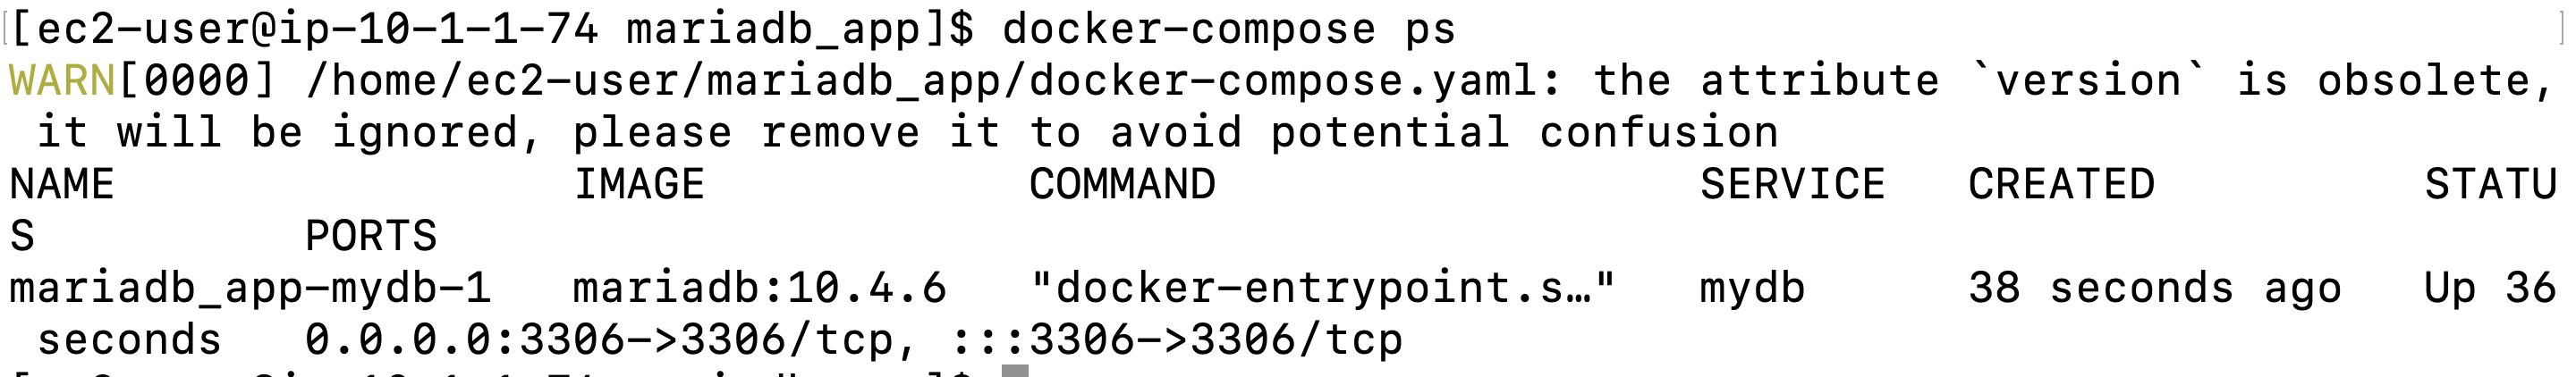 [ec2-user@ip-10-1-1-74 mariadb_app]$ docker-compose ps
WARN[0000] /home/ec2-user/mariadb_app/docker-compose.yaml: the attribute `version` is obsolete,
 it will be ignored, please remove it to avoid potential confusion
NAME                 IMAGE            COMMAND                  SERVICE   CREATED          STATU
S          PORTS
mariadb_app-mydb-1   mariadb:10.4.6   "docker-entrypoint.s…"   mydb      38 seconds ago   Up 36
 seconds   0.0.0.0:3306->3306/tcp, :::3306->3306/tcp